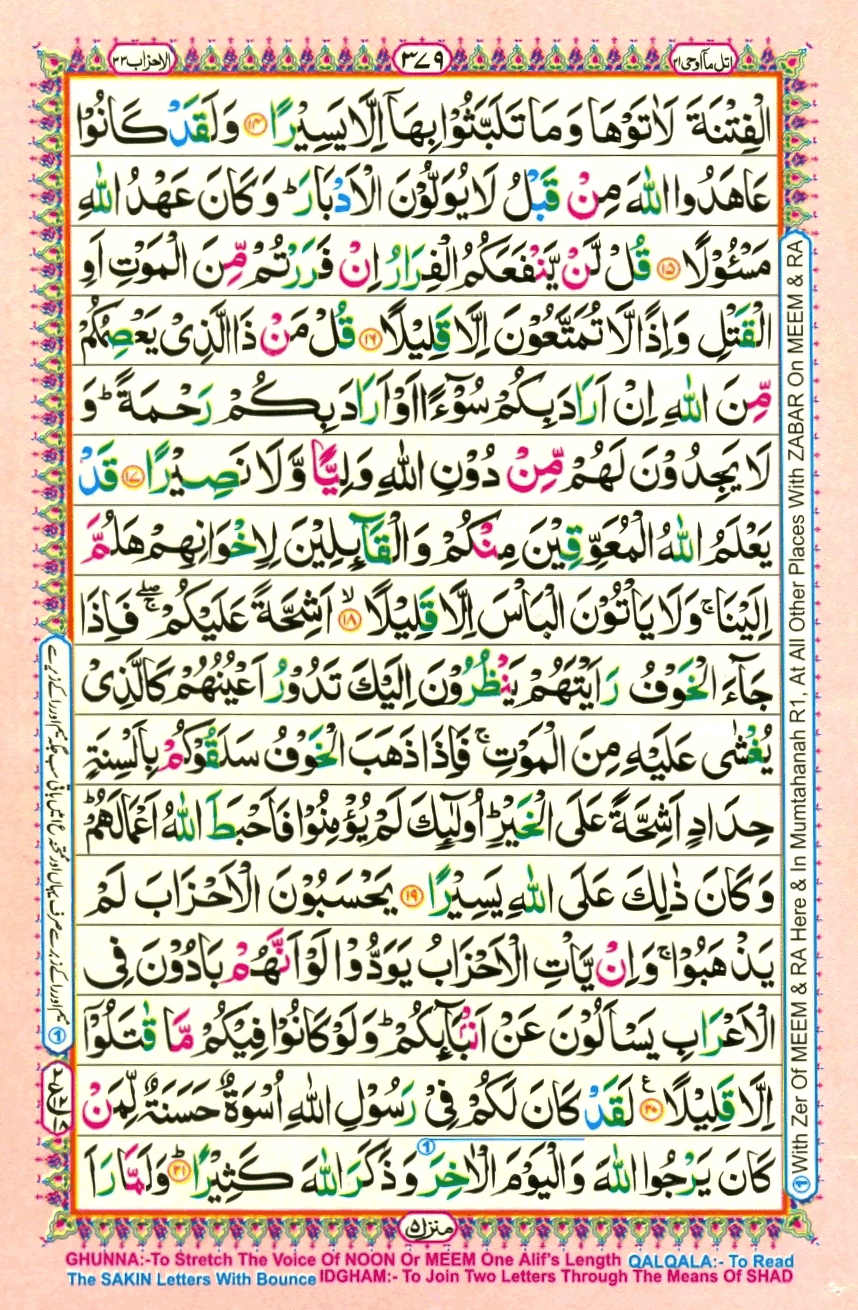 اتل مآ اوحی ۲۱
۳۷۹
الاحزاب ۳۳
الْفِتْنَةَ لَاٰتَوْهَا وَمَا تَلَبَّثُوْا بِهَاۤ اِلَّا يَسِيْرًا ۝۱۴ وَلَقَدْ كَانُوْا
عَاهَدُوا اللّٰهَ مِنْ قَبْلُ لَا يُوَلُّوْنَ الْاَدْبَارَ ؕ وَكَانَ عَهْدُ اللّٰهِ
مَسْـُٔوْلًا ۝۱۵ قُلْ لَّنْ يَّنْفَعَكُمُ الْفِرَارُ اِنْ فَرَرْتُمْ مِّنَ الْمَوْتِ اَوِ
الْقَتْلِ وَاِذًا لَّا تُمَتَّعُوْنَ اِلَّا قَلِيْلًا ۝۱۶ قُلْ مَنْ ذَا الَّذِيْ يَعْصِمُكُمْ
مِّنَ اللّٰهِ اِنْ اَرَادَ بِكُمْ سُوْٓءًا اَوْ اَرَادَ بِكُمْ رَحْمَةً ؕ وَ
لَا يَجِدُوْنَ لَهُمْ مِّنْ دُوْنِ اللّٰهِ وَلِيًّا وَّلَا نَصِيْرًا ۝۱۷ قَدْ
يَعْلَمُ اللّٰهُ الْمُعَوِّقِيْنَ مِنْكُمْ وَالْقَآىِٕلِيْنَ لِاِخْوَانِهِمْ هَلُمَّ
اِلَيْنَا ۚ وَلَا يَاْتُوْنَ الْبَاْسَ اِلَّا قَلِيْلًا ۙ۝۱۸ اَشِحَّةً عَلَيْكُمْ ۖۚ فَاِذَا
جَآءَ الْخَوْفُ رَاَيْتَهُمْ يَنْظُرُوْنَ اِلَيْكَ تَدُوْرُ اَعْيُنُهُمْ كَالَّذِيْ
يُغْشٰى عَلَيْهِ مِنَ الْمَوْتِ ۚ فَاِذَا ذَهَبَ الْخَوْفُ سَلَقُوْكُمْ بِاَلْسِنَةٍ
حِدَادٍ اَشِحَّةً عَلَى الْخَيْرِ ؕ اُولٰٓىِٕكَ لَمْ يُؤْمِنُوْا فَاَحْبَطَ اللّٰهُ اَعْمَالَهُمْ ؕ
وَكَانَ ذٰلِكَ عَلَى اللّٰهِ يَسِيْرًا ۝۱۹ يَحْسَبُوْنَ الْاَحْزَابَ لَمْ
يَذْهَبُوْا ۚ وَاِنْ يَّاْتِ الْاَحْزَابُ يَوَدُّوْا لَوْ اَنَّهُمْ بَادُوْنَ فِي
الْاَعْرَابِ يَسْاَلُوْنَ عَنْ اَنْۢبَآىِٕكُمْ ؕ وَلَوْ كَانُوْا فِيْكُمْ مَّا قٰتَلُوْۤا
اِلَّا قَلِيْلًا ۝۲۰ ع لَقَدْ كَانَ لَكُمْ فِيْ رَسُوْلِ اللّٰهِ اُسْوَةٌ حَسَنَةٌ لِّمَنْ
كَانَ يَرْجُوا اللّٰهَ وَالْيَوْمَ الْاٰخِرَ وَذَكَرَ اللّٰهَ كَثِيْرًا ؕ۝۲۱ وَلَمَّا رَاَ
①
① With Zer Of MEEM & RA Here & In Mumtahanah R1, At All Other Places With ZABAR On MEEM & RA
منزل ۵
GHUNNA:-To Stretch The Voice Of NOON Or MEEM One Alif's Length QALQALA:- To Read
The SAKIN Letters With Bounce IDGHAM:- To Join Two Letters Through The Means Of SHAD